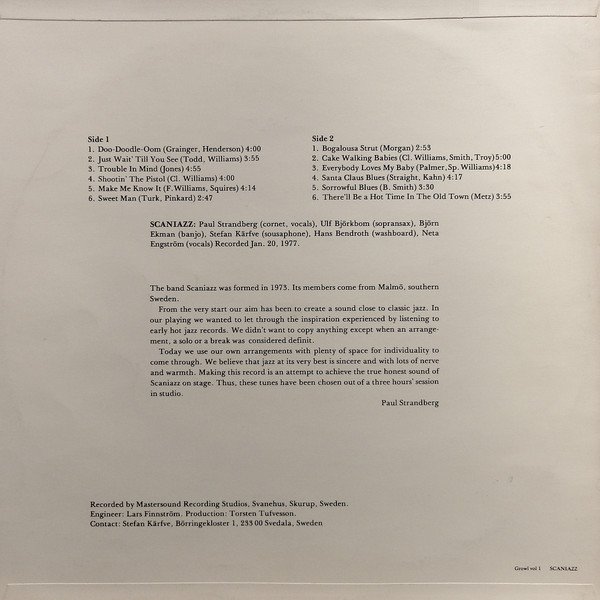 Side 1
1. Doo-Doodle-Oom (Grainger, Henderson) 4:00
2. Just Wait' Till You See (Todd, Williams) 3:55
3. Trouble In Mind (Jones) 4:55
4. Shootin' The Pistol (Cl. Williams) 4:00
5. Make Me Know It (F. Williams, Squires) 4:14
6. Sweet Man (Turk, Pinkard) 2:47
Side 2
1. Bogalousa Strut (Morgan) 2:53
2. Cake Walking Babies (Cl. Williams, Smith, Troy) 5:00
3. Everybody Loves My Baby (Palmer, Sp. Williams) 4:18
4. Santa Claus Blues (Straight, Kahn) 4:17
5. Sorrowful Blues (B. Smith) 3:30
6. There'll Be a Hot Time In The Old Town (Metz) 3:55
SCANIAZZ: Paul Strandberg (cornet, vocals), Ulf Björkbom (sopransax), Björn
Ekman (banjo), Stefan Kärfve (sousaphone), Hans Bendroth (washboard), Neta
Engström (vocals) Recorded Jan. 20, 1977.
The band Scaniazz was formed in 1973. Its members come from Malmö, southern
Sweden.
From the very start our aim has been to create a sound close to classic jazz. In
our playing we wanted to let through the inspiration experienced by listening to
early hot jazz records. We didn't want to copy anything except when an arrange-
ment, a solo or a break was considered definit.
Today we use our own arrangements with plenty of space for individuality to
come through. We believe that jazz at its very best is sincere and with lots of nerve
and warmth. Making this record is an attempt to achieve the true honest sound of
Scaniazz on stage. Thus, these tunes have been chosen out of a three hours' session
in studio.
Paul Strandberg
Recorded by Mastersound Recording Studios, Svanehus, Skurup, Sweden.
Engineer: Lars Finnström. Production: Torsten Tufvesson.
Contact: Stefan Kärfve, Börringekloster 1, 233 00 Svedala, Sweden
Growl vol 1 SCANIAZZ